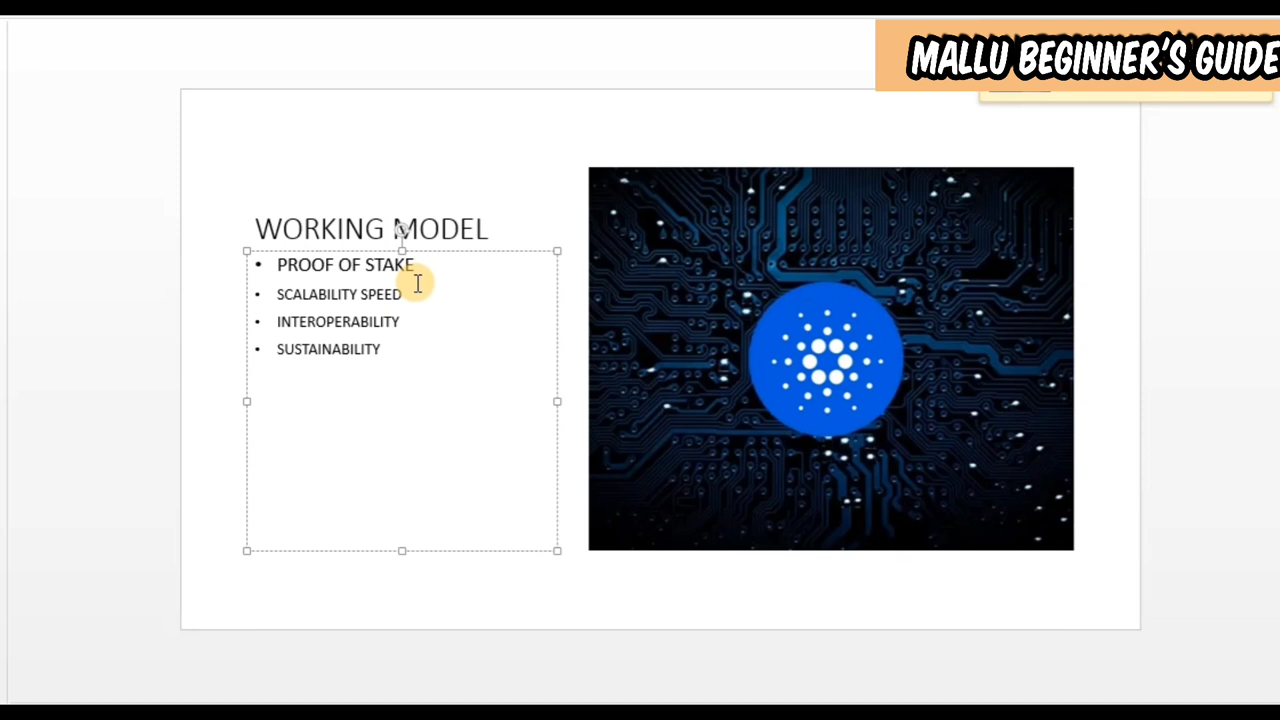 MALLU BEGINNER'S GUIDE
WORKING MODEL
• PROOF OF STAKE
• SCALABILITY SPEED
• INTEROPERABILITY
• SUSTAINABILITY